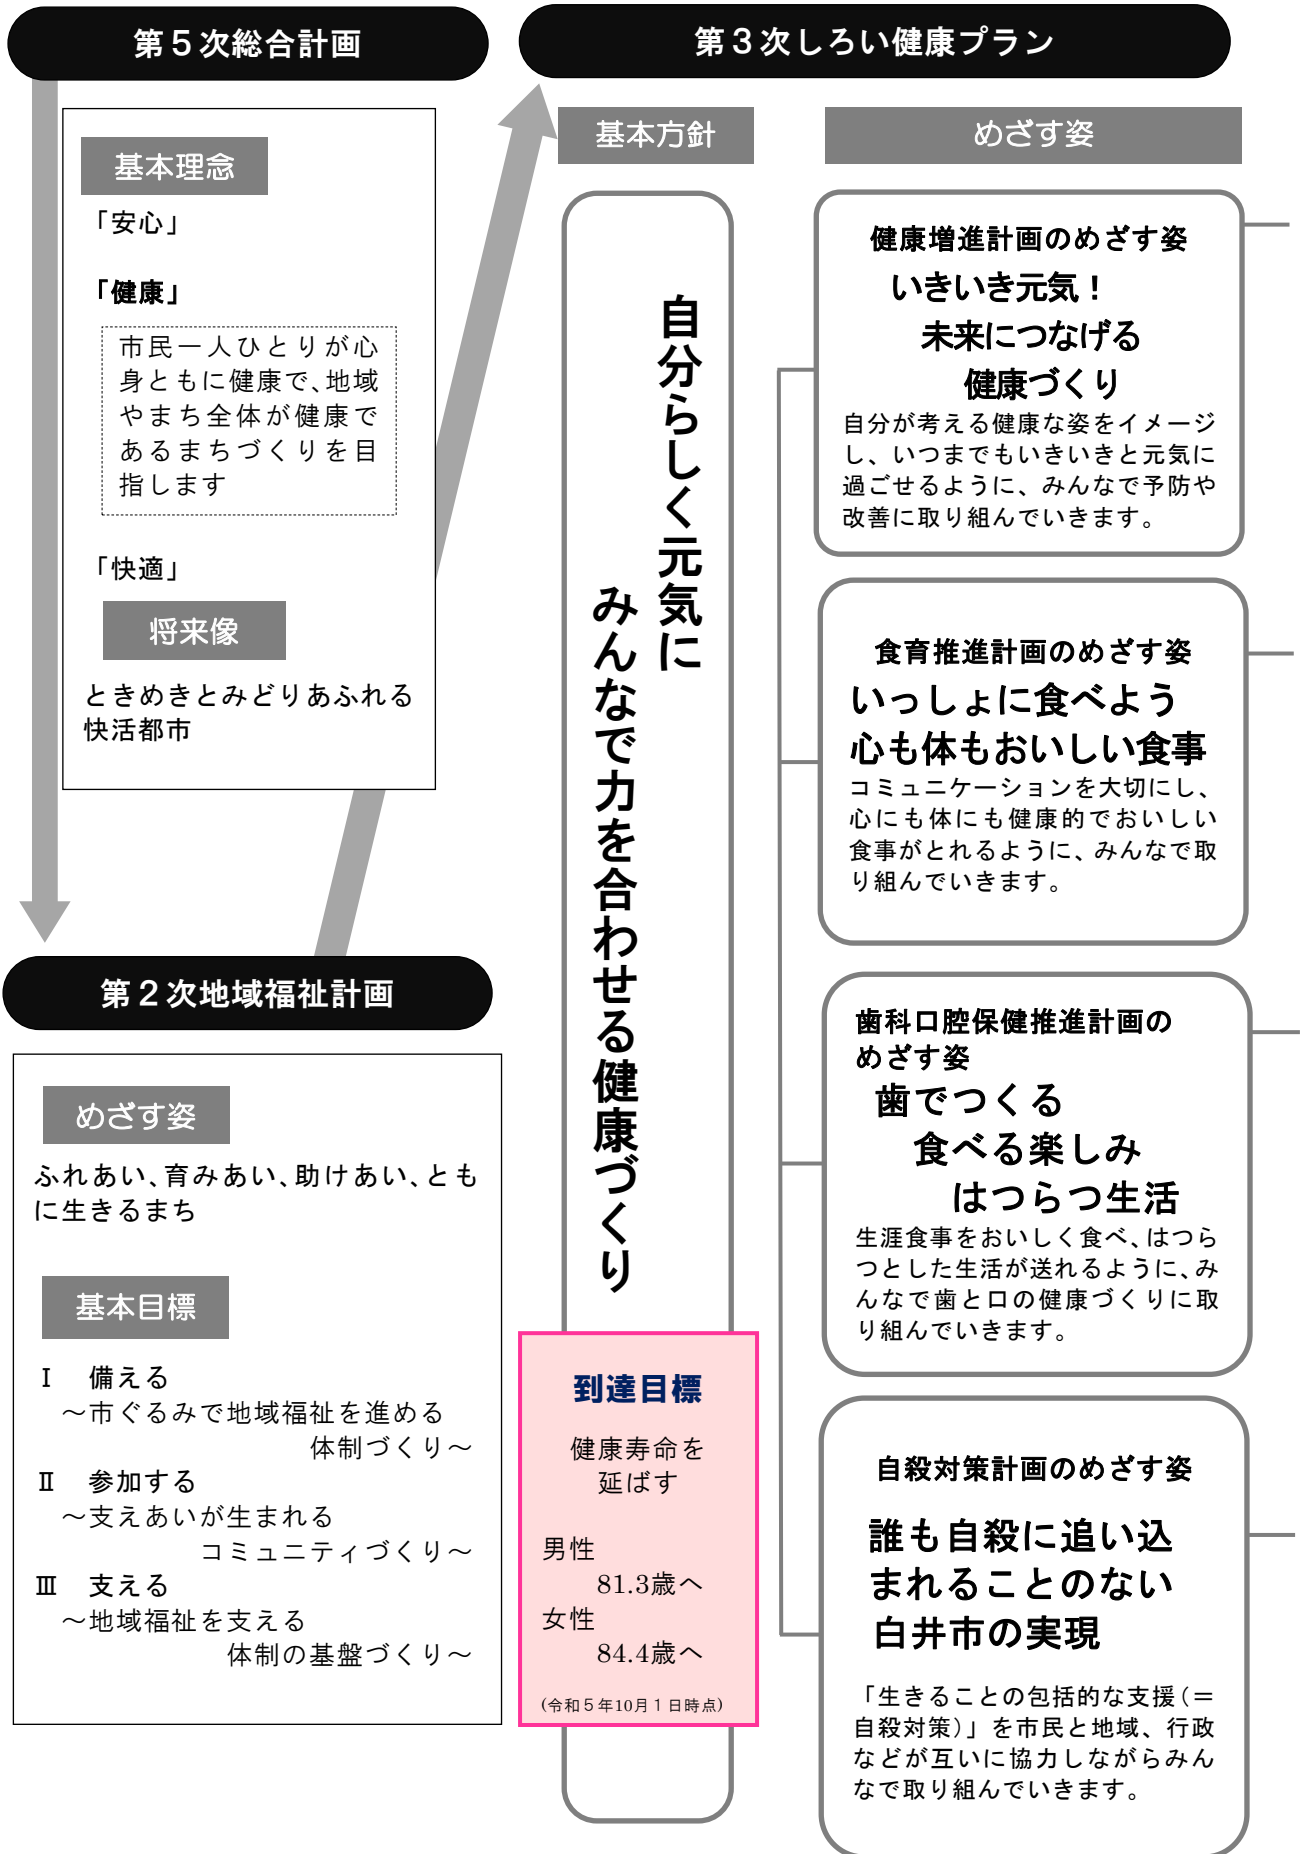 第５次総合計画
基本理念
「安心」
「健康」
市民一人ひとりが心
身ともに健康で、地域
やまち全体が健康で
あるまちづくりを目
指します
「快適」
将来像
ときめきとみどりあふれる
快活都市
第２次地域福祉計画
めざす姿
ふれあい、育みあい、助けあい、とも
に生きるまち
基本目標
Ⅰ　備える
～市ぐるみで地域福祉を進める
体制づくり～
Ⅱ　参加する
～支えあいが生まれる
コミュニティづくり～
Ⅲ　支える
～地域福祉を支える
体制の基盤づくり～
第３次しろい健康プラン
基本方針
自分らしく元気に
みんなで力を合わせる健康づくり
到達目標
健康寿命を
延ばす
男性
81.3歳へ
女性
84.4歳へ
(令和５年10月１日時点)
めざす姿
健康増進計画のめざす姿
いきいき元気！
未来につなげる
健康づくり
自分が考える健康な姿をイメージ
し、いつまでもいきいきと元気に
過ごせるように、みんなで予防や
改善に取り組んでいきます。
食育推進計画のめざす姿
いっしょに食べよう
心も体もおいしい食事
コミュニケーションを大切にし、
心にも体にも健康的でおいしい
食事がとれるように、みんなで取
り組んでいきます。
歯科口腔保健推進計画の
めざす姿
歯でつくる
食べる楽しみ
はつらつ生活
生涯食事をおいしく食べ、はつら
つとした生活が送れるように、み
んなで歯と口の健康づくりに取
り組んでいきます。
自殺対策計画のめざす姿
誰も自殺に追い込
まれることのない
白井市の実現
「生きることの包括的な支援（＝
自殺対策）」を市民と地域、行政
などが互いに協力しながらみん
なで取り組んでいきます。